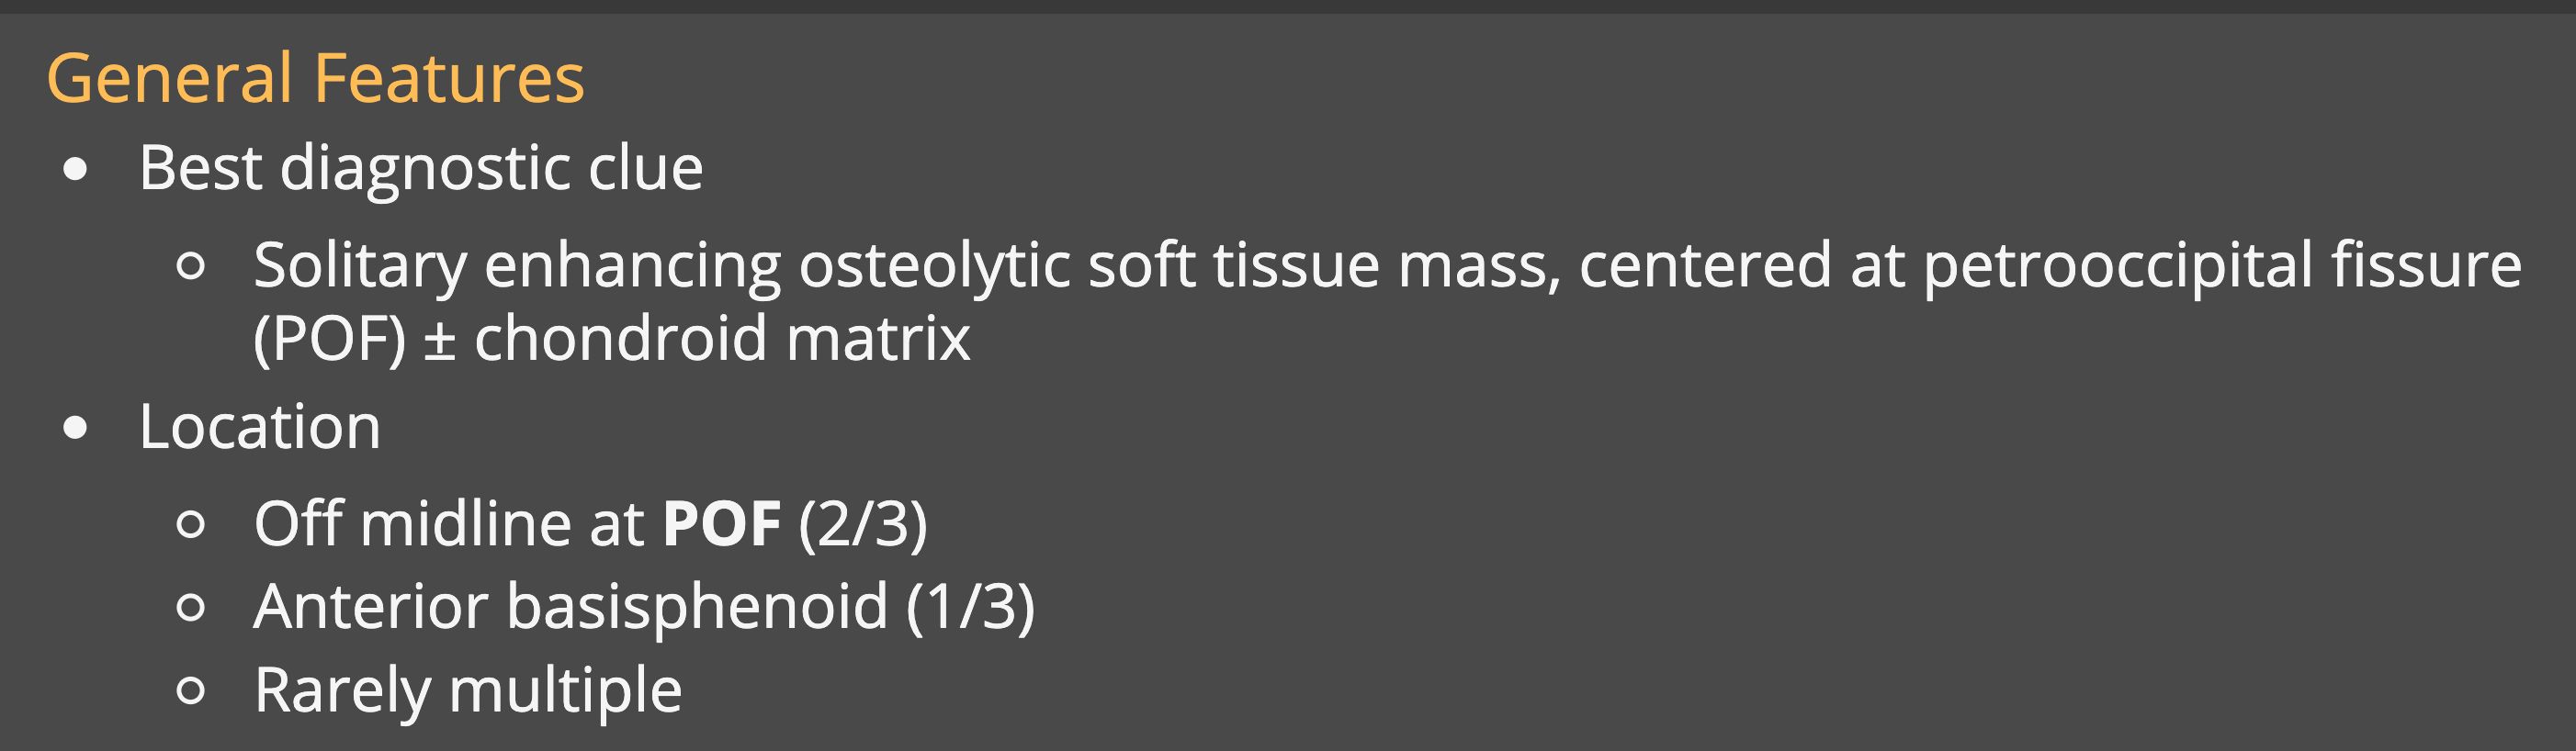 General Features
● Best diagnostic clue
○ Solitary enhancing osteolytic soft tissue mass, centered at petrooccipital fissure
(POF) ± chondroid matrix
● Location
○ Off midline at POF (2/3)
○ Anterior basisphenoid (1/3)
○ Rarely multiple